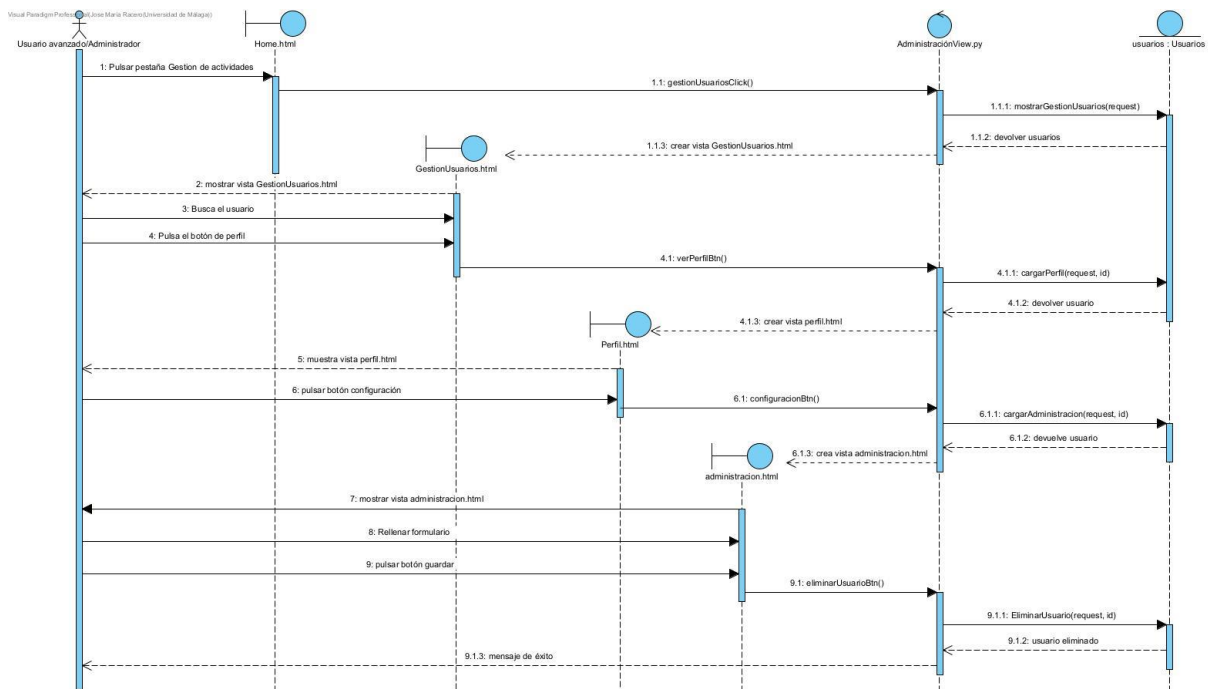 Visual Paradigm Professional(Jose María Racero(Universidad de Málaga))
Usuario avanzado/Administrador
Home.html
AdministraciónView.py
usuarios : Usuarios
1: Pulsar pestaña Gestion de actividades
1.1: gestionUsuariosClick()
1.1.1: mostrarGestionUsuarios(request)
1.1.2: devolver usuarios
1.1.3: crear vista GestionUsuarios.html
GestionUsuarios.html
2: mostrar vista GestionUsuarios.html
3: Busca el usuario
4: Pulsa el botón de perfil
4.1: verPerfilBtn()
4.1.1: cargarPerfil(request, id)
4.1.2: devolver usuario
4.1.3: crear vista perfil.html
Perfil.html
5: muestra vista perfil.html
6: pulsar botón configuración
6.1: configuracionBtn()
6.1.1: cargarAdministracion(request, id)
6.1.2: devuelve usuario
6.1.3: crea vista administracion.html
administracion.html
7: mostrar vista administracion.html
8: Rellenar formulario
9: pulsar botón guardar
9.1: eliminarUsuarioBtn()
9.1.1: EliminarUsuario(request, id)
9.1.2: usuario eliminado
9.1.3: mensaje de éxito